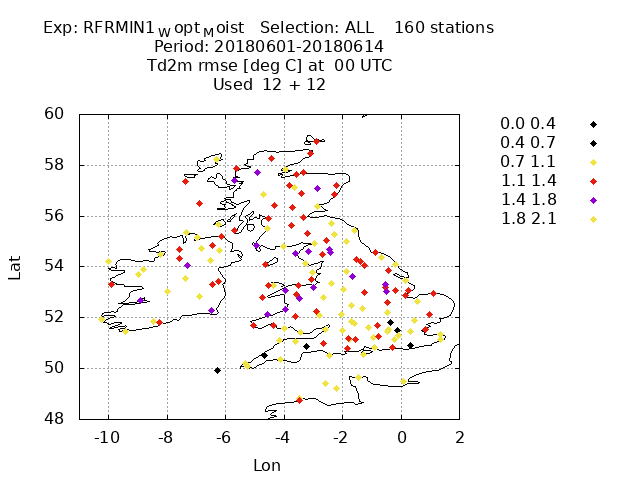 Exp: RFRMIN1WoptMoist Selection: ALL 160 stations
Period: 20180601-20180614
Td2m rmse [deg C] at 00 UTC
Used 12 + 12
0.0 0.4
0.4 0.7
0.7 1.1
1.1 1.4
1.4 1.8
1.8 2.1
60
58
56
54
52
50
48
Lat
-10 -8 -6 -4 -2 0 2
Lon